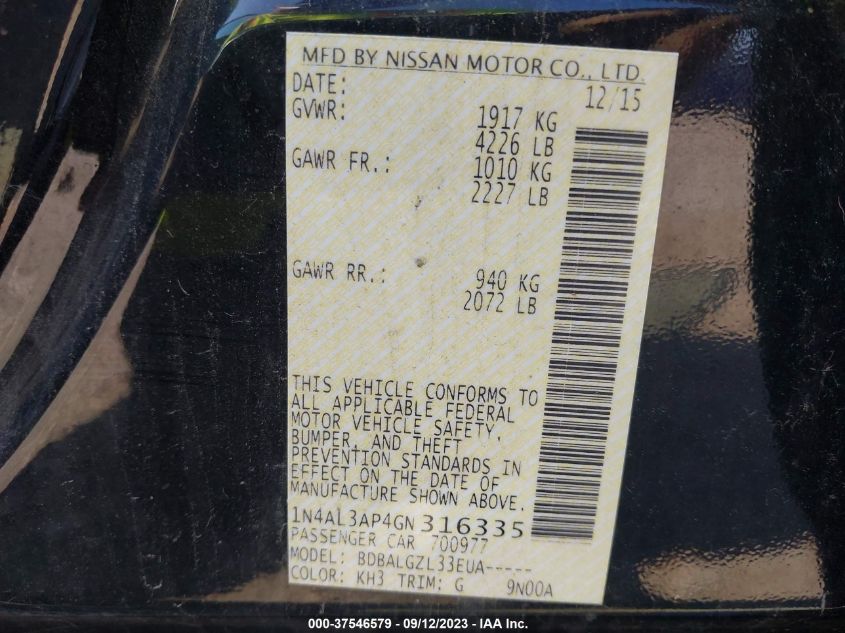 MFD BY NISSAN MOTOR CO., LTD.
DATE: 12/15
GVWR: 1917 KG
4226 LB
GAWR FR.: 1010 KG
2227 LB
GAWR RR.: 940 KG
2072 LB
THIS VEHICLE CONFORMS TO
ALL APPLICABLE FEDERAL
MOTOR VEHICLE SAFETY,
BUMPER, AND THEFT
PREVENTION STANDARDS IN
EFFECT ON THE DATE OF
MANUFACTURE SHOWN ABOVE.
1N4AL3AP4GN 316335
PASSENGER CAR 700977
MODEL: BDBALGZL33EUA-----
COLOR: KH3 TRIM: G 9N00A
000-37546579 - 09/12/2023 - IAA Inc.